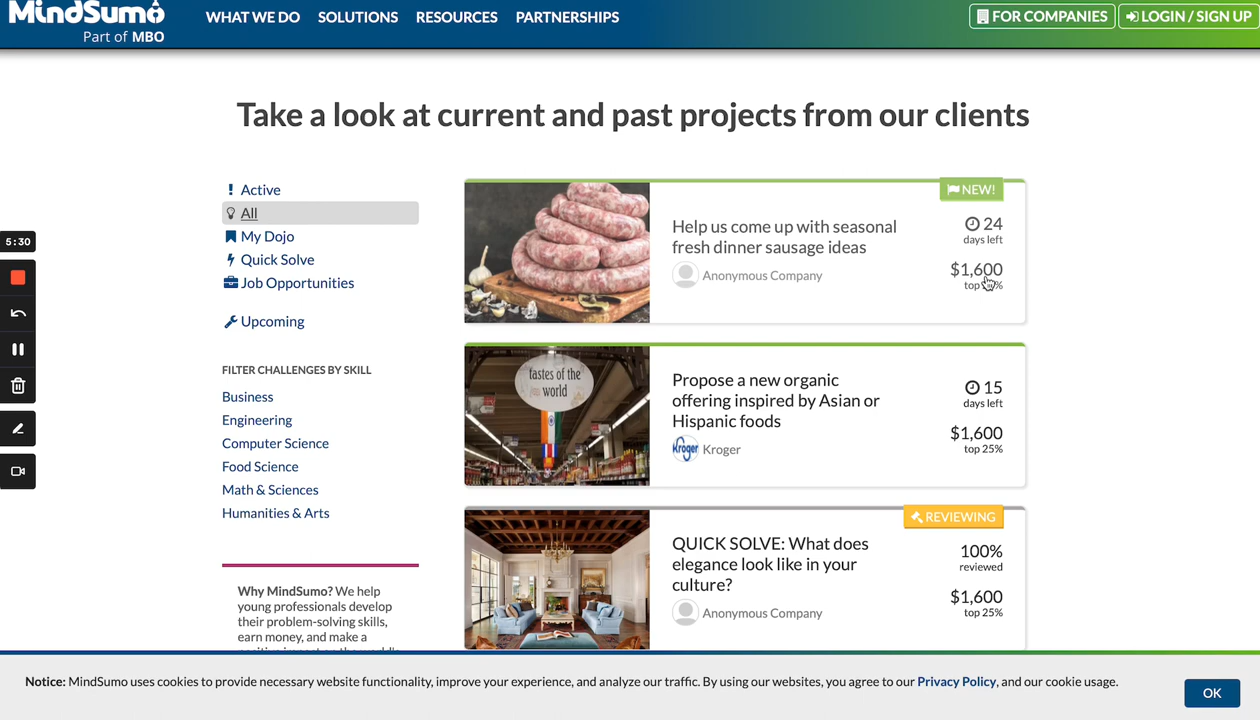 MindSumo
Part of MBO
WHAT WE DO
SOLUTIONS
RESOURCES
PARTNERSHIPS
FOR COMPANIES
LOGIN / SIGN UP
Take a look at current and past projects from our clients
Active
All
My Dojo
Quick Solve
Job Opportunities
Upcoming
FILTER CHALLENGES BY SKILL
Business
Engineering
Computer Science
Food Science
Math & Sciences
Humanities & Arts
Why MindSumo? We help
young professionals develop
their problem-solving skills,
earn money, and make a
5:30
NEW!
Help us come up with seasonal
fresh dinner sausage ideas
Anonymous Company
24
days left
$1,600
top
tastes of the
world
Propose a new organic
offering inspired by Asian or
Hispanic foods
Kroger
Kroger
15
days left
$1,600
top 25%
REVIEWING
QUICK SOLVE: What does
elegance look like in your
culture?
Anonymous Company
100%
reviewed
$1,600
top 25%
Notice: MindSumo uses cookies to provide necessary website functionality, improve your experience, and analyze our traffic. By using our websites, you agree to our Privacy Policy, and our cookie usage.
OK